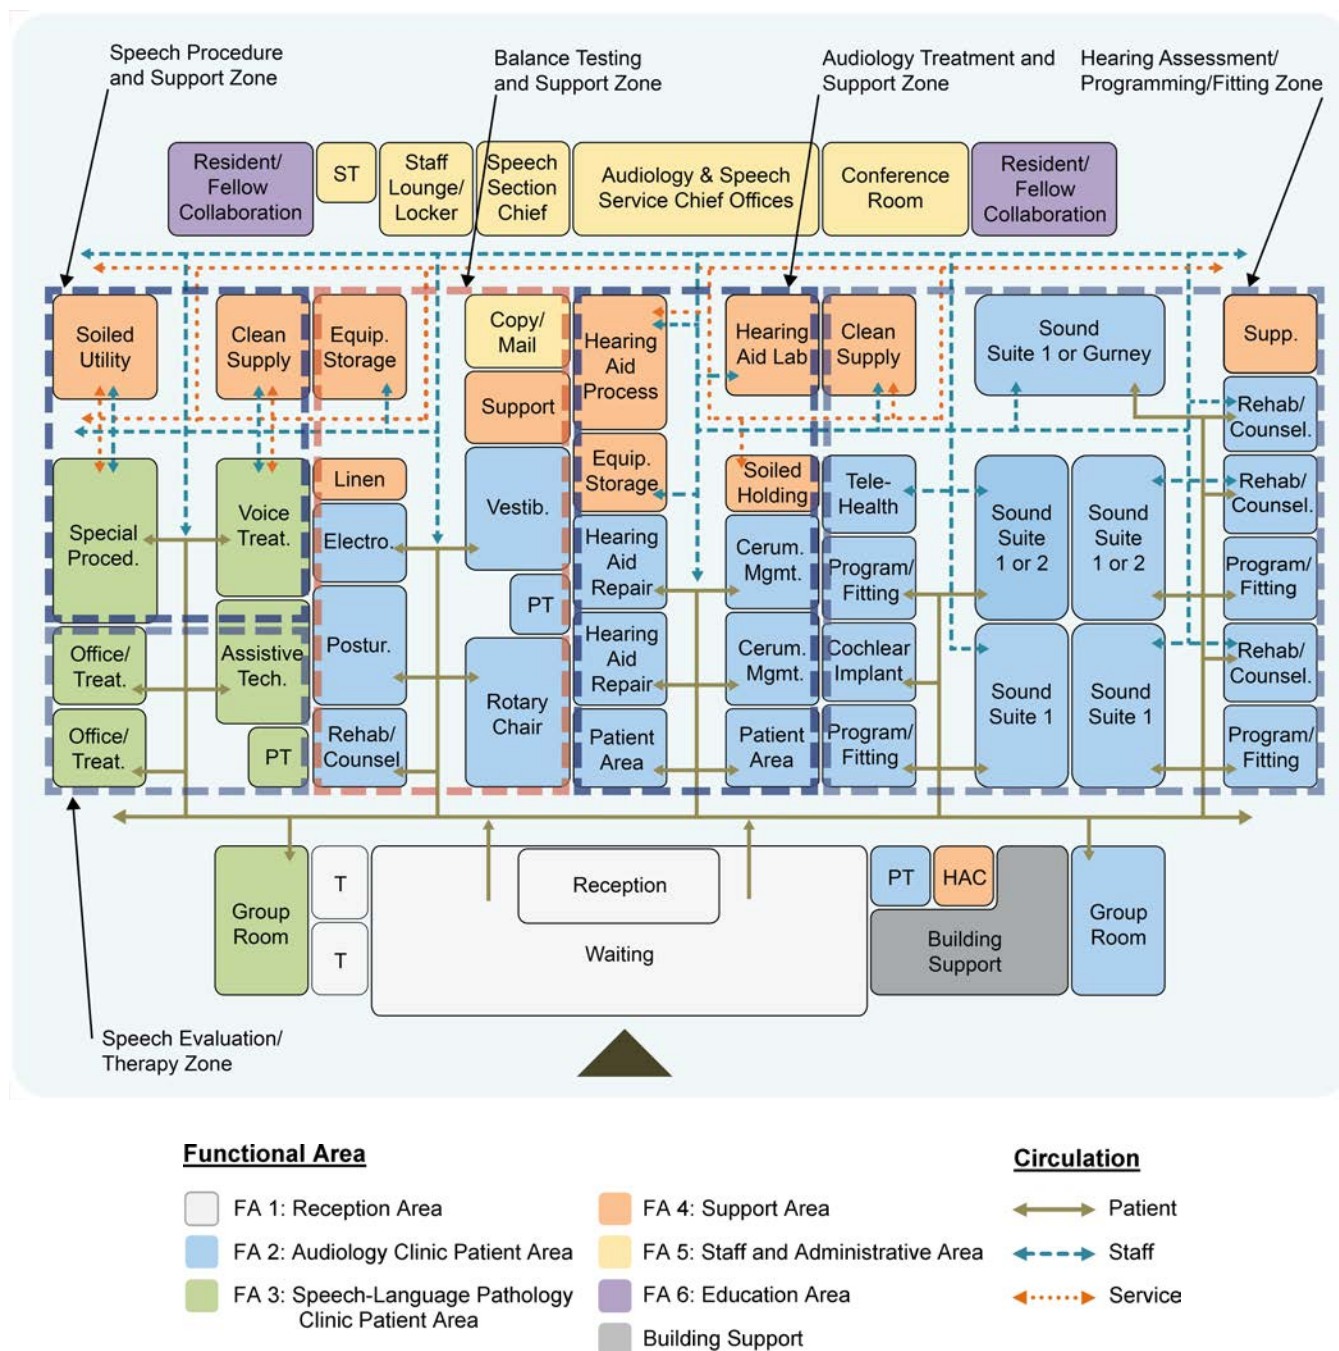 Speech Procedure
and Support Zone
Balance Testing
and Support Zone
Audiology Treatment and
Support Zone
Hearing Assessment/
Programming/Fitting Zone
Resident/
Fellow
Collaboration
ST
Staff
Lounge/
Locker
Speech
Section
Chief
Audiology & Speech
Service Chief Offices
Conference
Room
Resident/
Fellow
Collaboration
Soiled
Utility
Clean
Supply
Equip.
Storage
Copy/
Mail
Support
Hearing
Aid
Process
Hearing
Aid Lab
Clean
Supply
Sound
Suite 1 or Gurney
Supp.
Rehab/
Counsel.
Special
Proced.
Voice
Treat.
Linen
Electro.
Vestib.
PT
Equip.
Storage
Soiled
Holding
Hearing
Aid
Repair
Cerum.
Mgmt.
Tele-
Health
Program/
Fitting
Sound
Suite
1 or 2
Sound
Suite
1 or 2
Rehab/
Counsel.
Program/
Fitting
Office/
Treat.
Assistive
Tech.
Postur.
Rotary
Chair
Hearing
Aid
Repair
Cerum.
Mgmt.
Cochlear
Implant
Sound
Suite 1
Sound
Suite 1
Rehab/
Counsel.
Office/
Treat.
PT
Rehab/
Counsel
Patient
Area
Patient
Area
Program/
Fitting
Program/
Fitting
Group
Room
T
T
Reception
Waiting
PT
HAC
Building
Support
Group
Room
Speech Evaluation/
Therapy Zone
Functional Area
FA 1: Reception Area
FA 2: Audiology Clinic Patient Area
FA 3: Speech-Language Pathology
Clinic Patient Area
FA 4: Support Area
FA 5: Staff and Administrative Area
FA 6: Education Area
Building Support
Circulation
Patient
Staff
Service